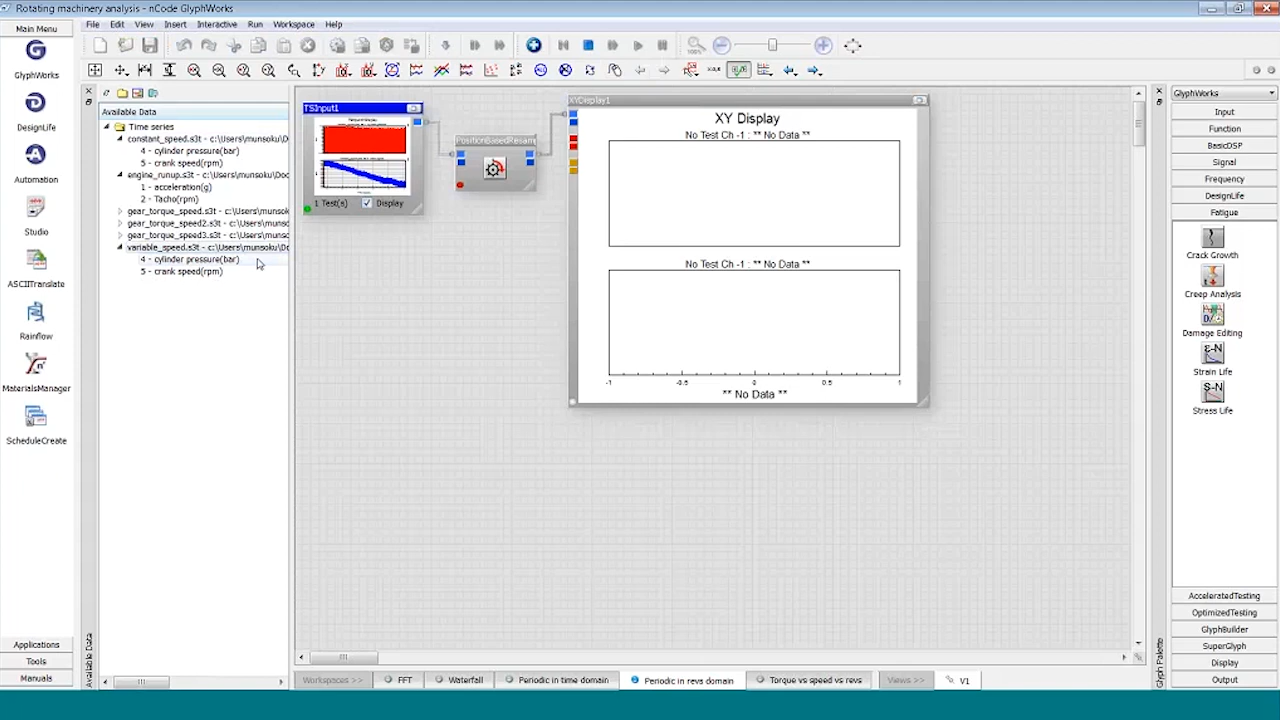 Rotating machinery analysis - nCode GlyphWorks
Main Menu
File Edit View Insert Interactive Run Workspace Help
GlyphWorks
DesignLife
Automation
Studio
ASCIITranslate
Rainflow
MaterialsManager
ScheduleCreate
Applications
Tools
Manuals
Available Data
Available Data
Time series
constant_speed.s3t - c:\Users\munsoku\Doc
4 - cylinder pressure(bar)
5 - crank speed(rpm)
engine_runup.s3t - c:\Users\munsoku\Doc
1 - acceleration(g)
2 - Tacho(rpm)
gear_torque_speed.s3t - c:\Users\munsok
gear_torque_speed2.s3t - c:\Users\munso
gear_torque_speed3.s3t - c:\Users\munso
variable_speed.s3t - c:\Users\munsoku\Do
4 - cylinder pressure(bar)
5 - crank speed(rpm)
TSInput1
1 Test(s) Display
PositionBasedResam
XYDisplay1
XY Display
No Test Ch -1 : ** No Data **
No Test Ch -1 : ** No Data **
-1 -0.5 0 0.5 1
** No Data **
Workspaces >> FFT Waterfall Periodic in time domain Periodic in revs domain Torque vs speed vs revs Views >> V1
Glyph Palette
GlyphWorks
Input
Function
BasicDSP
Signal
Frequency
DesignLife
Fatigue
Crack Growth
Creep Analysis
Damage Editing
ε-N
Strain Life
S-N
Stress Life
AcceleratedTesting
OptimizedTesting
GlyphBuilder
SuperGlyph
Display
Output